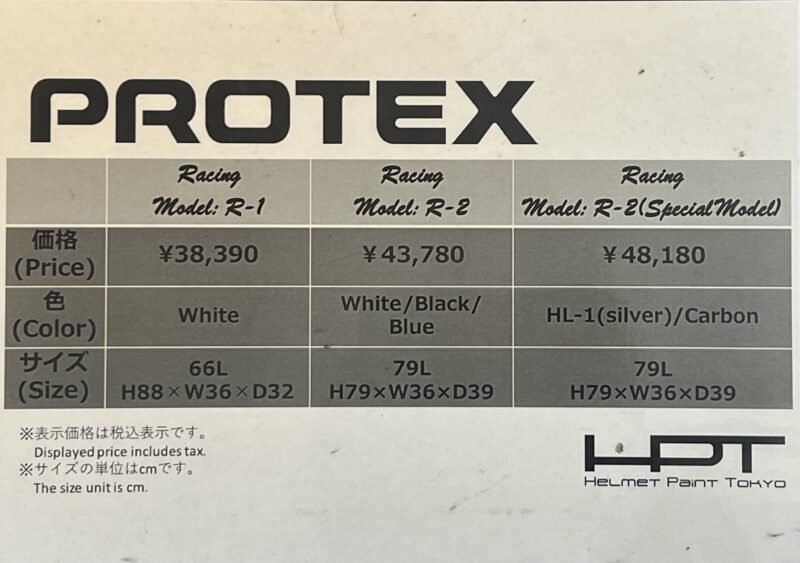 PROTEX
Racing
Model: R-1
Racing
Model: R-2
Racing
Model: R-2(Special Model)
価格
(Price)
¥38,390
¥43,780
¥48,180
色
(Color)
White
White/Black/
Blue
HL-1(silver)/Carbon
サイズ
(Size)
66L
H88×W36×D32
79L
H79×W36×D39
79L
H79×W36×D39
※表示価格は税込表示です。
Displayed price includes tax.
※サイズの単位はcmです。
The size unit is cm.
HPT
Helmet Paint Tokyo